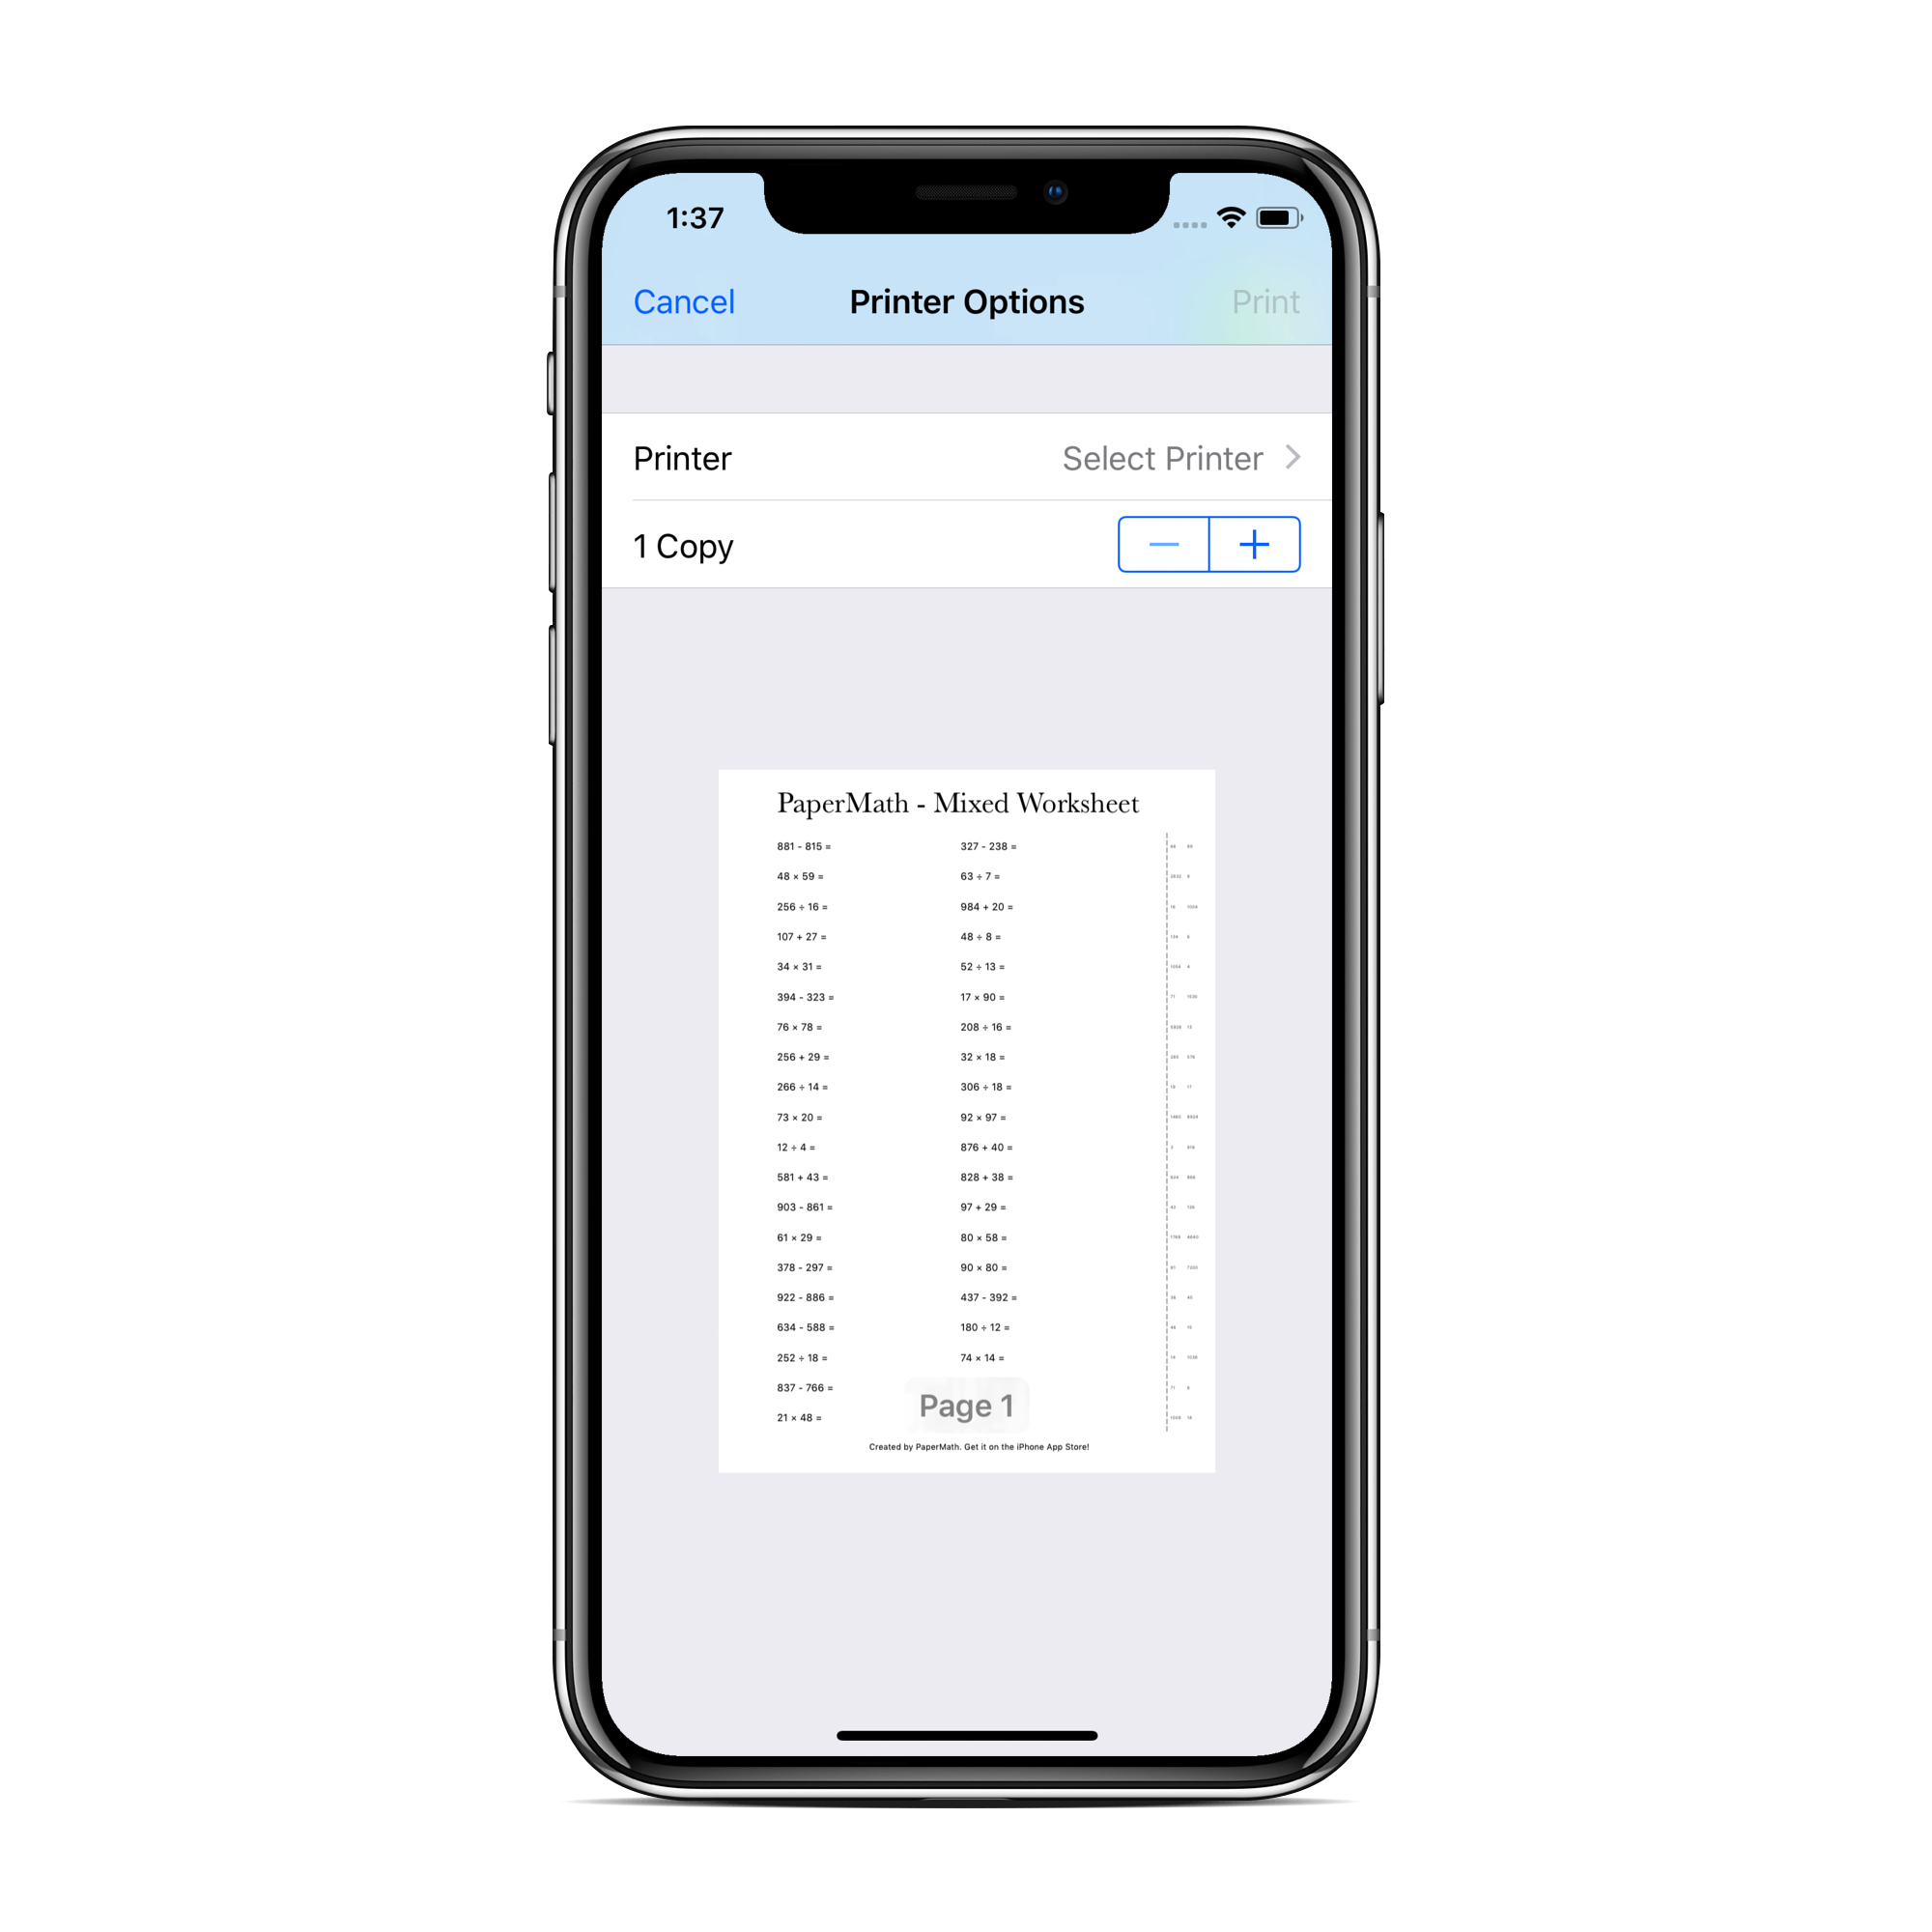 1:37
Cancel Printer Options Print
Printer Select Printer
1 Copy
PaperMath - Mixed Worksheet
881 - 815 = 327 - 238 =
48 × 59 = 63 ÷ 7 =
256 ÷ 16 = 984 + 20 =
107 + 27 = 48 ÷ 8 =
34 × 31 = 52 ÷ 13 =
394 - 323 = 17 × 90 =
76 × 78 = 208 ÷ 16 =
256 + 29 = 32 × 18 =
266 ÷ 14 = 306 ÷ 18 =
73 × 20 = 92 × 97 =
12 ÷ 4 = 876 + 40 =
581 + 43 = 828 + 38 =
903 - 861 = 97 + 29 =
61 × 29 = 80 × 58 =
378 - 297 = 90 × 80 =
922 - 886 = 437 - 392 =
634 - 588 = 180 ÷ 12 =
252 ÷ 18 = 74 × 14 =
837 - 766 =
Page 1
21 × 48 =
Created by PaperMath. Get it on the iPhone App Store!